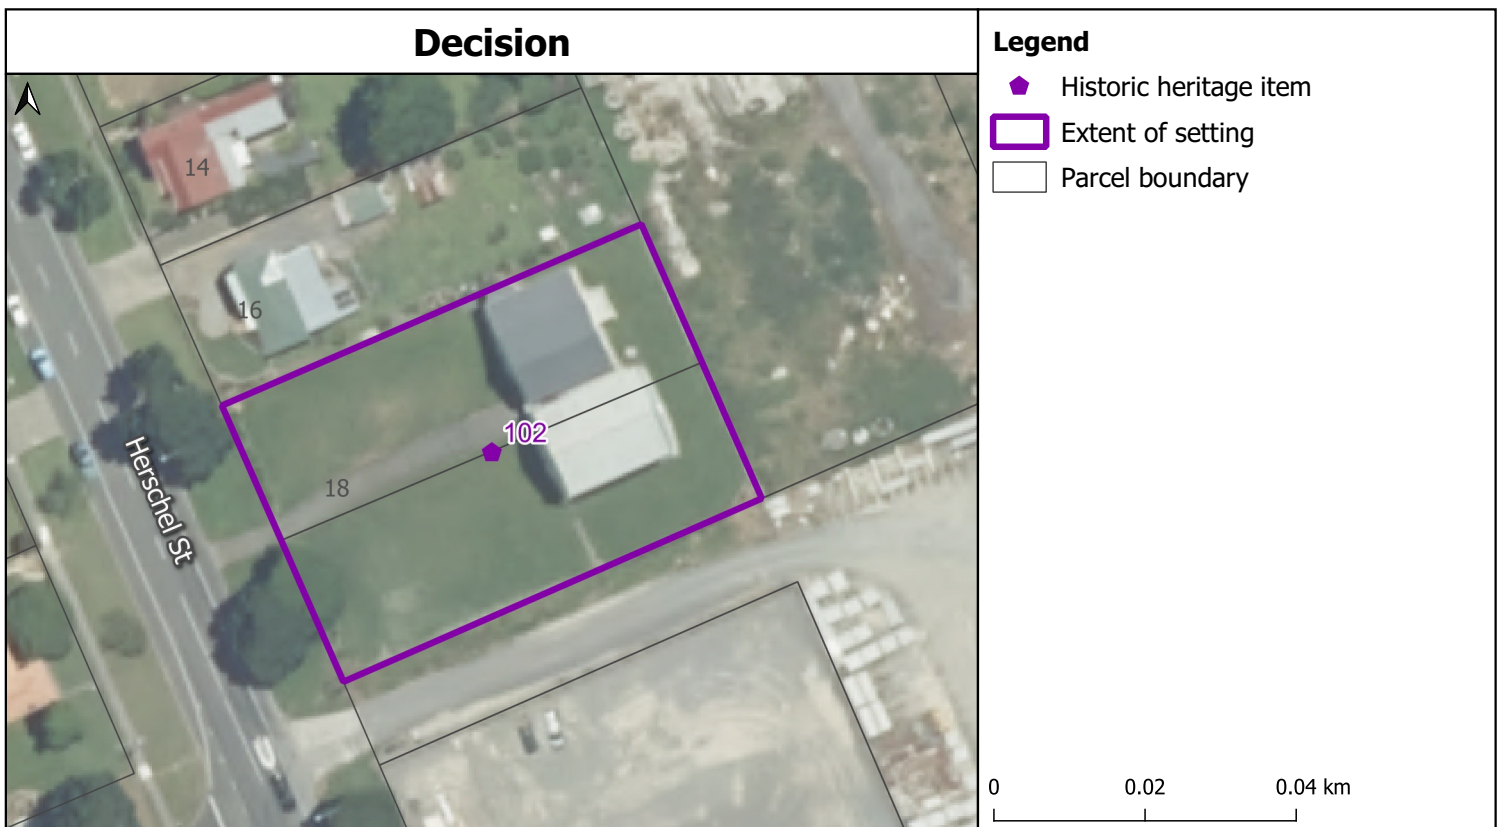 Decision
Legend
Historic heritage item
Extent of setting
Parcel boundary
14
16
102
18
Herschel St
0 0.02 0.04 km